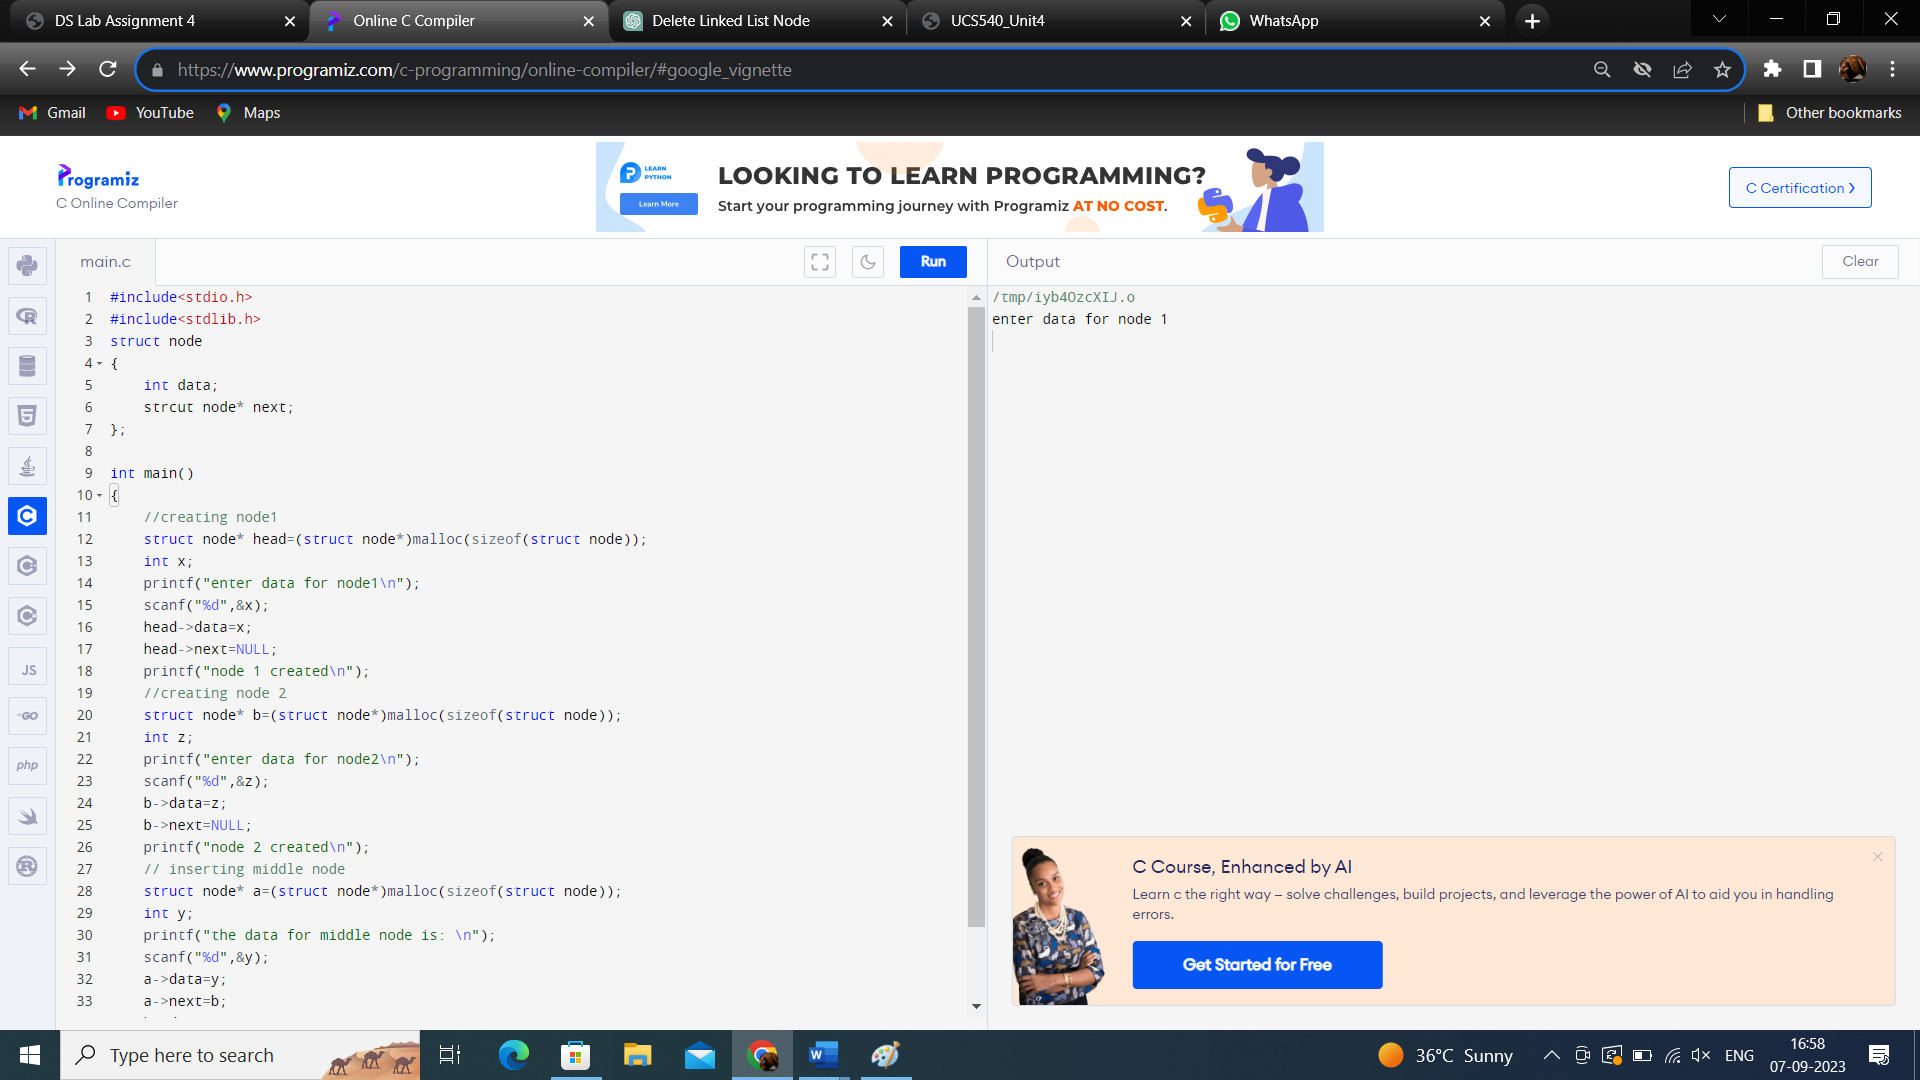 DS Lab Assignment 4
Online C Compiler
Delete Linked List Node
UCS540_Unit4
WhatsApp
https://www.programiz.com/c-programming/online-compiler/#google_vignette
Gmail
YouTube
Maps
Other bookmarks
Programiz
C Online Compiler
LEARN
PYTHON
Learn More
LOOKING TO LEARN PROGRAMMING?
Start your programming journey with Programiz AT NO COST.
C Certification >
main.c
Run
Output
Clear
1 #include<stdio.h>
2 #include<stdlib.h>
3 struct node
4 {
5 int data;
6 strcut node* next;
7 };
8
9 int main()
10 {
11 //creating node1
12 struct node* head=(struct node*)malloc(sizeof(struct node));
13 int x;
14 printf("enter data for node1\n");
15 scanf("%d",&x);
16 head->data=x;
17 head->next=NULL;
18 printf("node 1 created\n");
19 //creating node 2
20 struct node* b=(struct node*)malloc(sizeof(struct node));
21 int z;
22 printf("enter data for node2\n");
23 scanf("%d",&z);
24 b->data=z;
25 b->next=NULL;
26 printf("node 2 created\n");
27 // inserting middle node
28 struct node* a=(struct node*)malloc(sizeof(struct node));
29 int y;
30 printf("the data for middle node is: \n");
31 scanf("%d",&y);
32 a->data=y;
33 a->next=b;
/tmp/iyb4OzcXIJ.o
enter data for node 1
JS
GO
php
C Course, Enhanced by AI
Learn c the right way – solve challenges, build projects, and leverage the power of AI to aid you in handling
errors.
Get Started for Free
Type here to search
36°C Sunny
ENG
16:58
07-09-2023